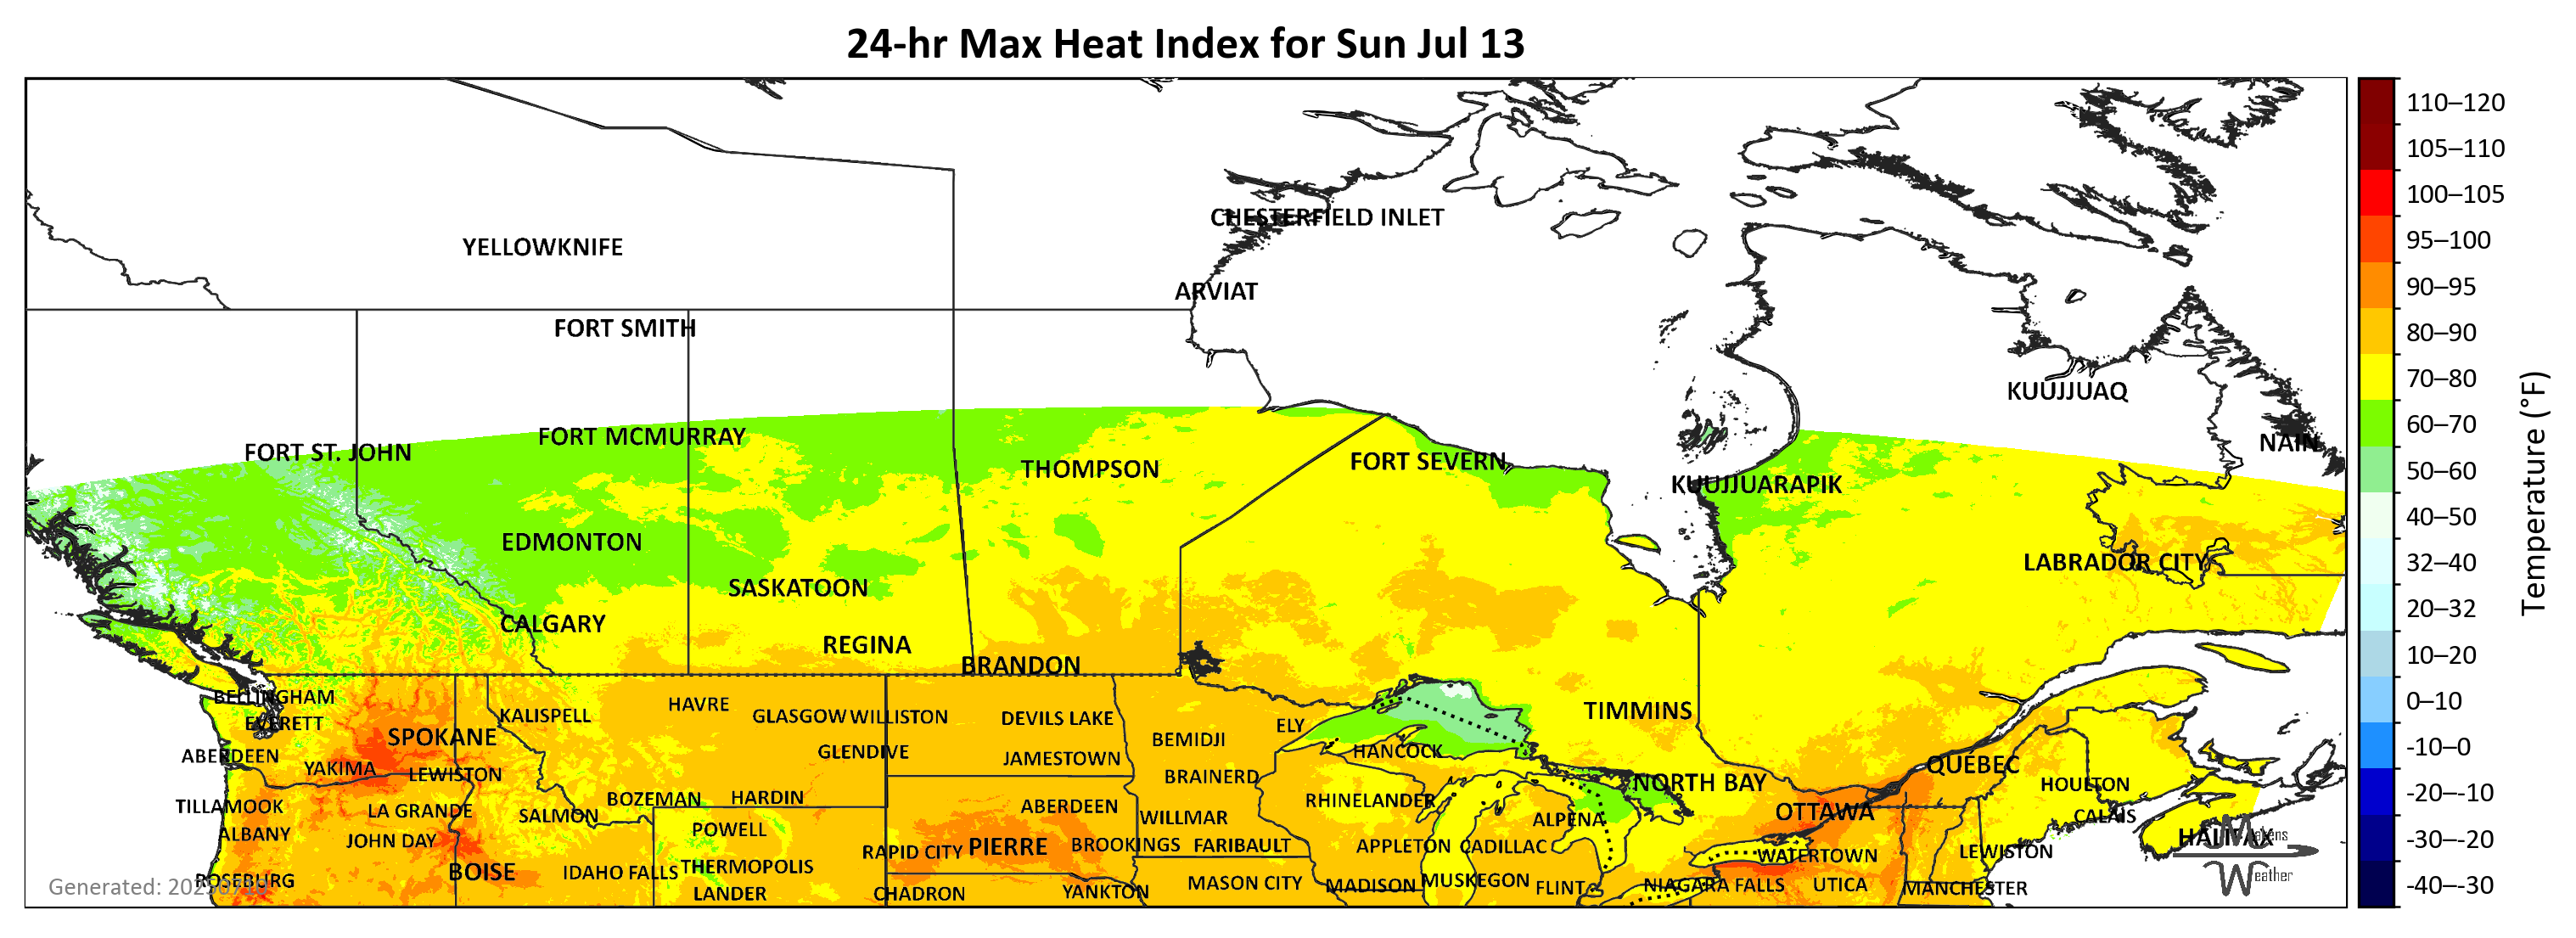 24-hr Max Heat Index for Sun Jul 13
CHESTERFIELD INLET
YELLOWKNIFE
ARVIAT
FORT SMITH
KUUJJUAQ
FORT MCMURRAY
NAIN
FORT ST. JOHN
FORT SEVERN
THOMPSON
KUUJJUARAPIK
EDMONTON
LABRADOR CITY
SASKATOON
CALGARY
REGINA
BRANDON
BELLINGHAM
HAVRE
TIMMINS
KALISPELL
GLASGOW WILLISTON
DEVILS LAKE
EVERETT
ELY
SPOKANE
BEMIDJI
GLENDIVE
HANCOCK
ABERDEEN
JAMESTOWN
QUÉBEC
YAKIMA
LEWISTON
BRAINERD
NORTH BAY
HOULTON
BOZEMAN
HARDIN
RHINELANDER
TILLAMOOK
LA GRANDE
ABERDEEN
OTTAWA
SALMON
WILLMAR
CALAIS
ALPENA
ALBANY
POWELL
HALIFAX
JOHN DAY
PIERRE
BROOKINGS
FARIBAULT
APPLETON
CADILLAC
RAPID CITY
LEWISTON
WATERTOWN
THERMOPOLIS
BOISE
IDAHO FALLS
ROSEBURG
MUSKEGON
MASON CITY
MADISON
NIAGARA FALLS
UTICA
FLINT
MANCHESTER
LANDER
CHADRON
YANKTON
Makens
Weather
110–120
105–110
100–105
95–100
90–95
80–90
70–80
60–70
50–60
40–50
32–40
20–32
10–20
0–10
-10–0
-20–-10
-30–-20
-40–-30
Temperature (°F)